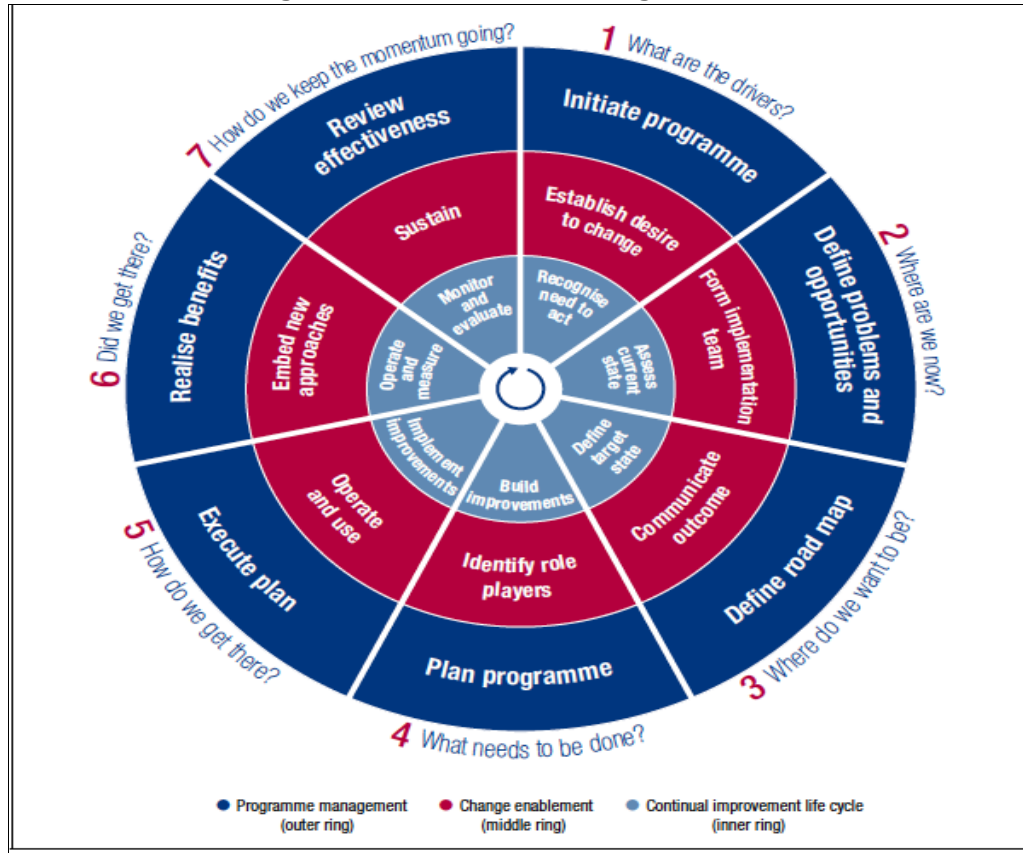 1 What are the drivers?
Initiate programme
Establish desire
to change
Recognise
need to
act
2 Where are we now?
Define problems and
opportunities
Form implementation
team
Assess
current
state
3 Where do we want to be?
Define road map
Communicate
outcome
Define
target
state
4 What needs to be done?
Plan programme
Identify role
players
Build
improvements
5 How do we get there?
Execute plan
Operate
and use
Implement
improvements
6 Did we get there?
Realise benefits
Embed new
approaches
Operate
and
measure
7 How do we keep the momentum going?
Review
effectiveness
Sustain
Monitor
and
evaluate
Programme management
(outer ring)
Change enablement
(middle ring)
Continual improvement life cycle
(inner ring)